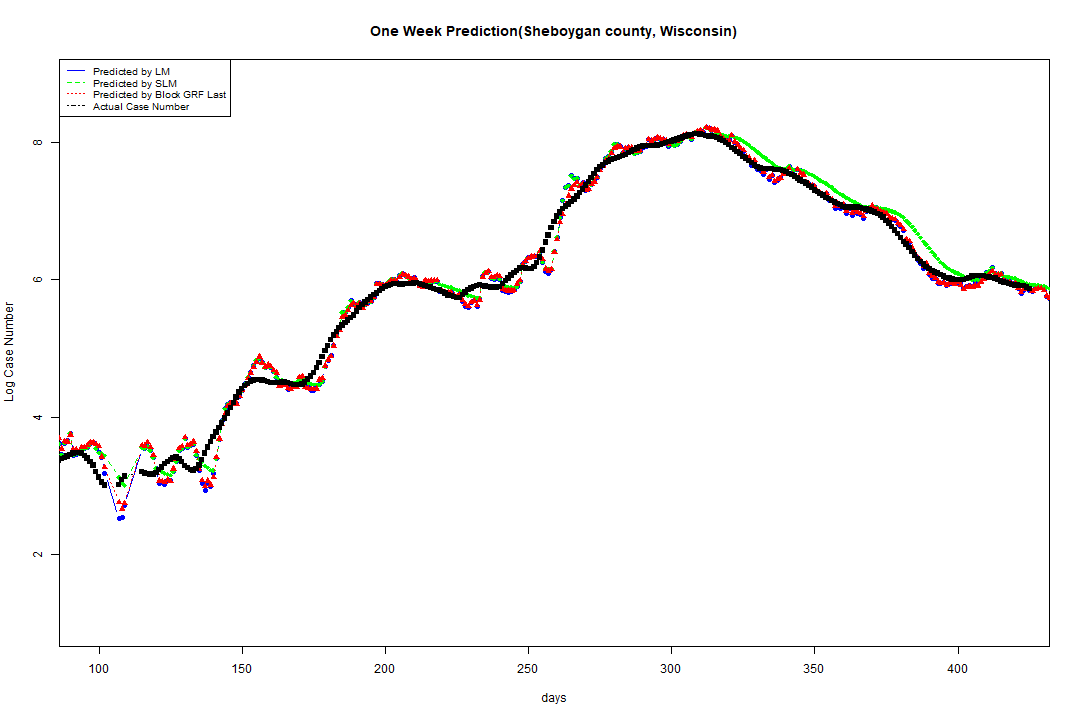 One Week Prediction(Sheboygan county, Wisconsin)
Predicted by LM
Predicted by SLM
Predicted by Block GRF Last
Actual Case Number
8
6
4
2
Log Case Number
100 150 200 250 300 350 400
days